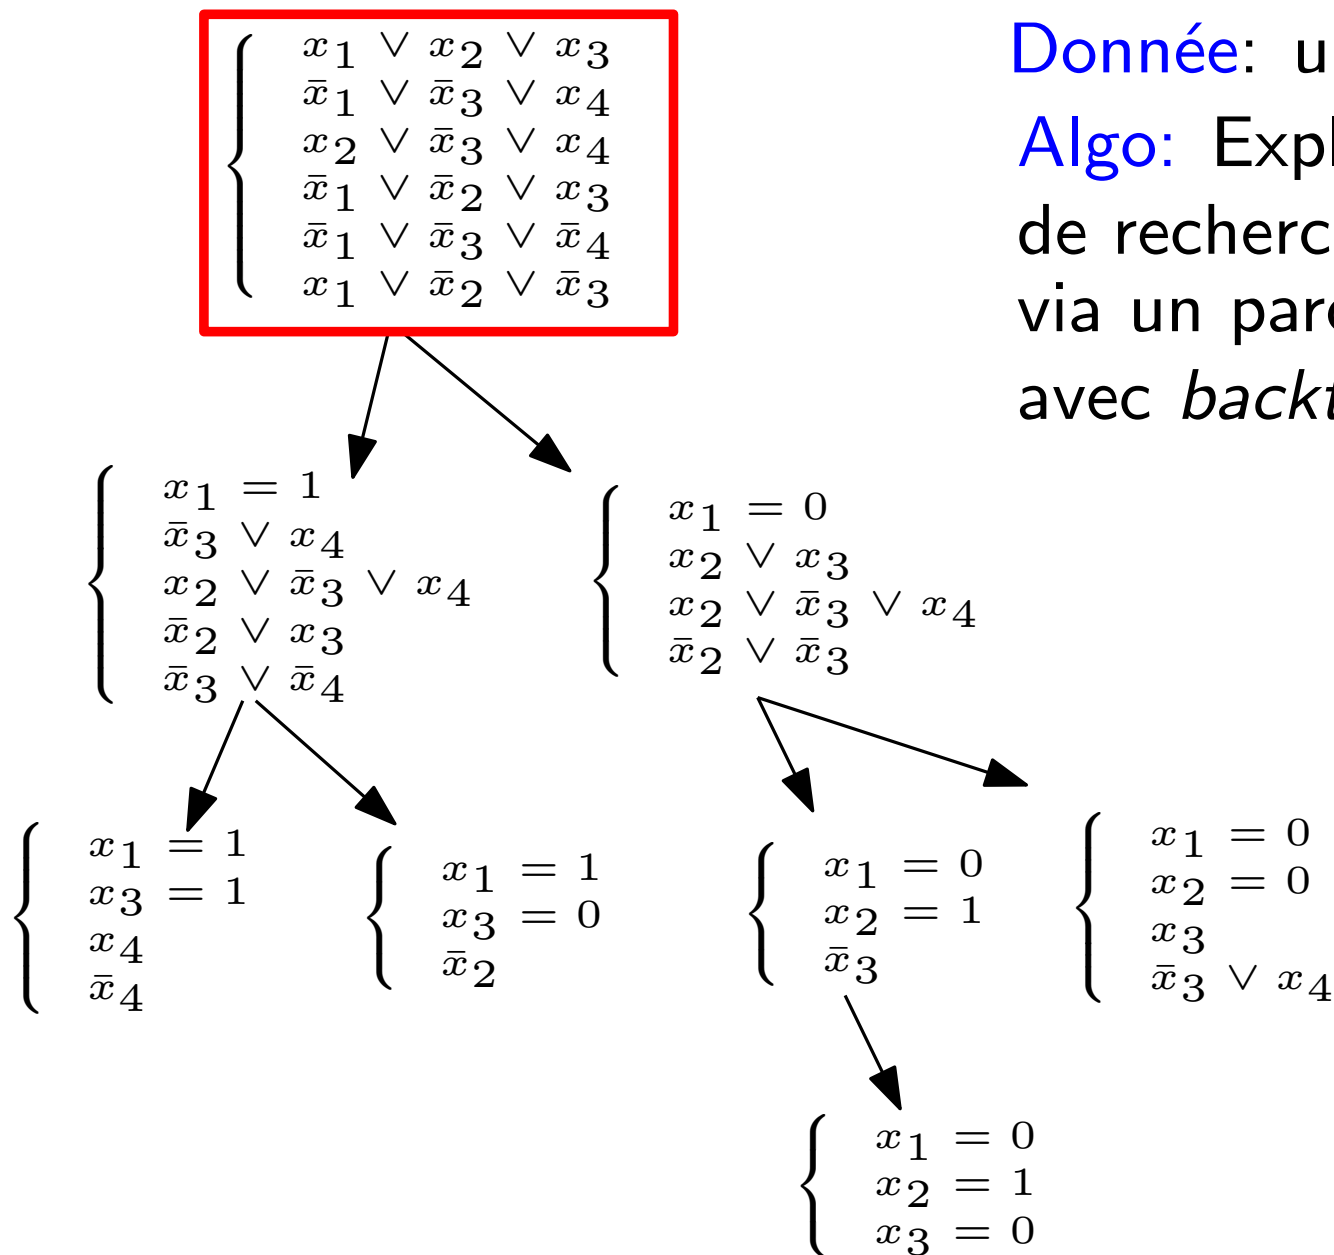 x₁ ∨ x₂ ∨ x₃
x̄₁ ∨ x̄₃ ∨ x₄
x₂ ∨ x̄₃ ∨ x₄
x̄₁ ∨ x̄₂ ∨ x₃
x̄₁ ∨ x̄₃ ∨ x̄₄
x₁ ∨ x̄₂ ∨ x̄₃
Donnée: u
Algo: Expl
de recherc
via un parc
avec backt
x₁ = 1
x̄₃ ∨ x₄
x₂ ∨ x̄₃ ∨ x₄
x̄₂ ∨ x₃
x̄₃ ∨ x̄₄
x₁ = 0
x₂ ∨ x₃
x₂ ∨ x̄₃ ∨ x₄
x̄₂ ∨ x̄₃
x₁ = 1
x₃ = 1
x₄
x̄₄
x₁ = 1
x₃ = 0
x̄₂
x₁ = 0
x₂ = 1
x̄₃
x₁ = 0
x₂ = 0
x₃
x̄₃ ∨ x₄
x₁ = 0
x₂ = 1
x₃ = 0